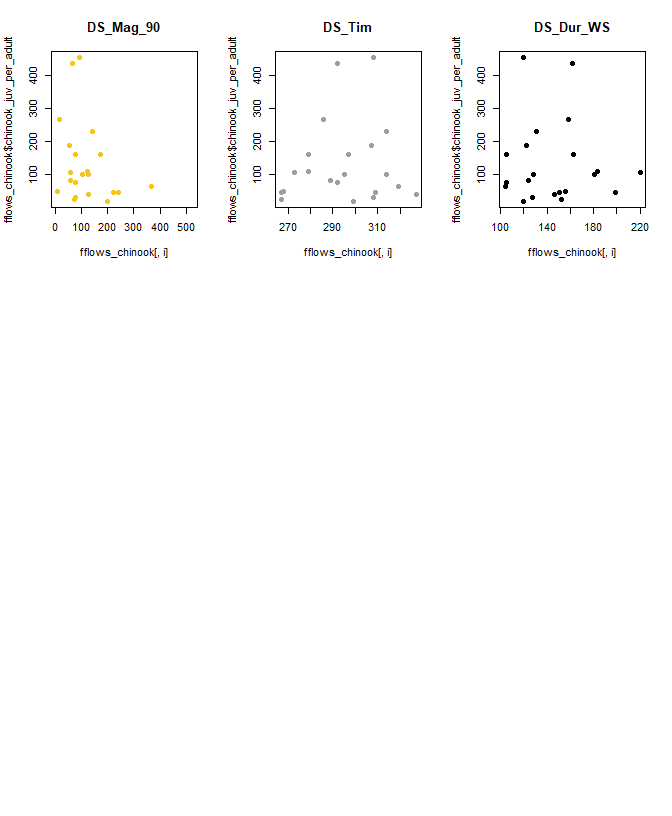 DS_Mag_90
fflows_chinook$chinook_juv_per_adult
100 200 300 400
0 100 200 300 400 500
fflows_chinook[, i]
DS_Tim
fflows_chinook$chinook_juv_per_adult
100 200 300 400
270 290 310
fflows_chinook[, i]
DS_Dur_WS
fflows_chinook$chinook_juv_per_adult
100 200 300 400
100 140 180 220
fflows_chinook[, i]